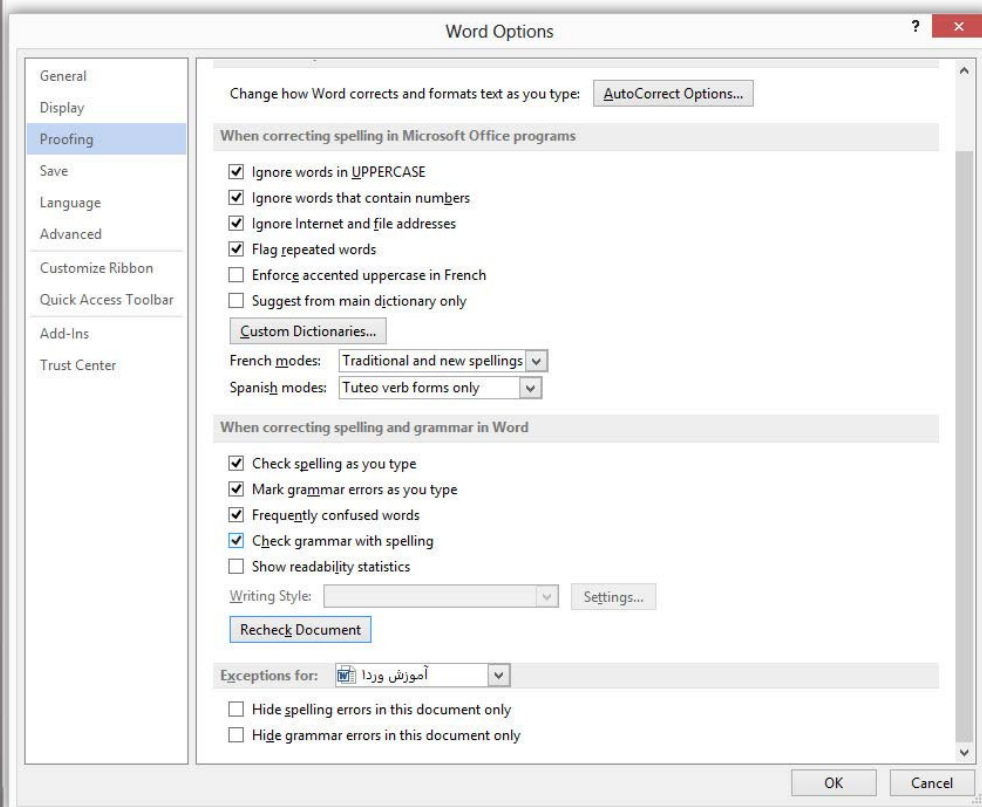 Word Options
?
General
Display
Proofing
Save
Language
Advanced
Customize Ribbon
Quick Access Toolbar
Add-Ins
Trust Center
Change how Word corrects and formats text as you type: AutoCorrect Options...
When correcting spelling in Microsoft Office programs
Ignore words in UPPERCASE
Ignore words that contain numbers
Ignore Internet and file addresses
Flag repeated words
Enforce accented uppercase in French
Suggest from main dictionary only
Custom Dictionaries...
French modes: Traditional and new spellings
Spanish modes: Tuteo verb forms only
When correcting spelling and grammar in Word
Check spelling as you type
Mark grammar errors as you type
Frequently confused words
Check grammar with spelling
Show readability statistics
Writing Style: Settings...
Recheck Document
Exceptions for: آموزش ورد1
Hide spelling errors in this document only
Hide grammar errors in this document only
OK Cancel